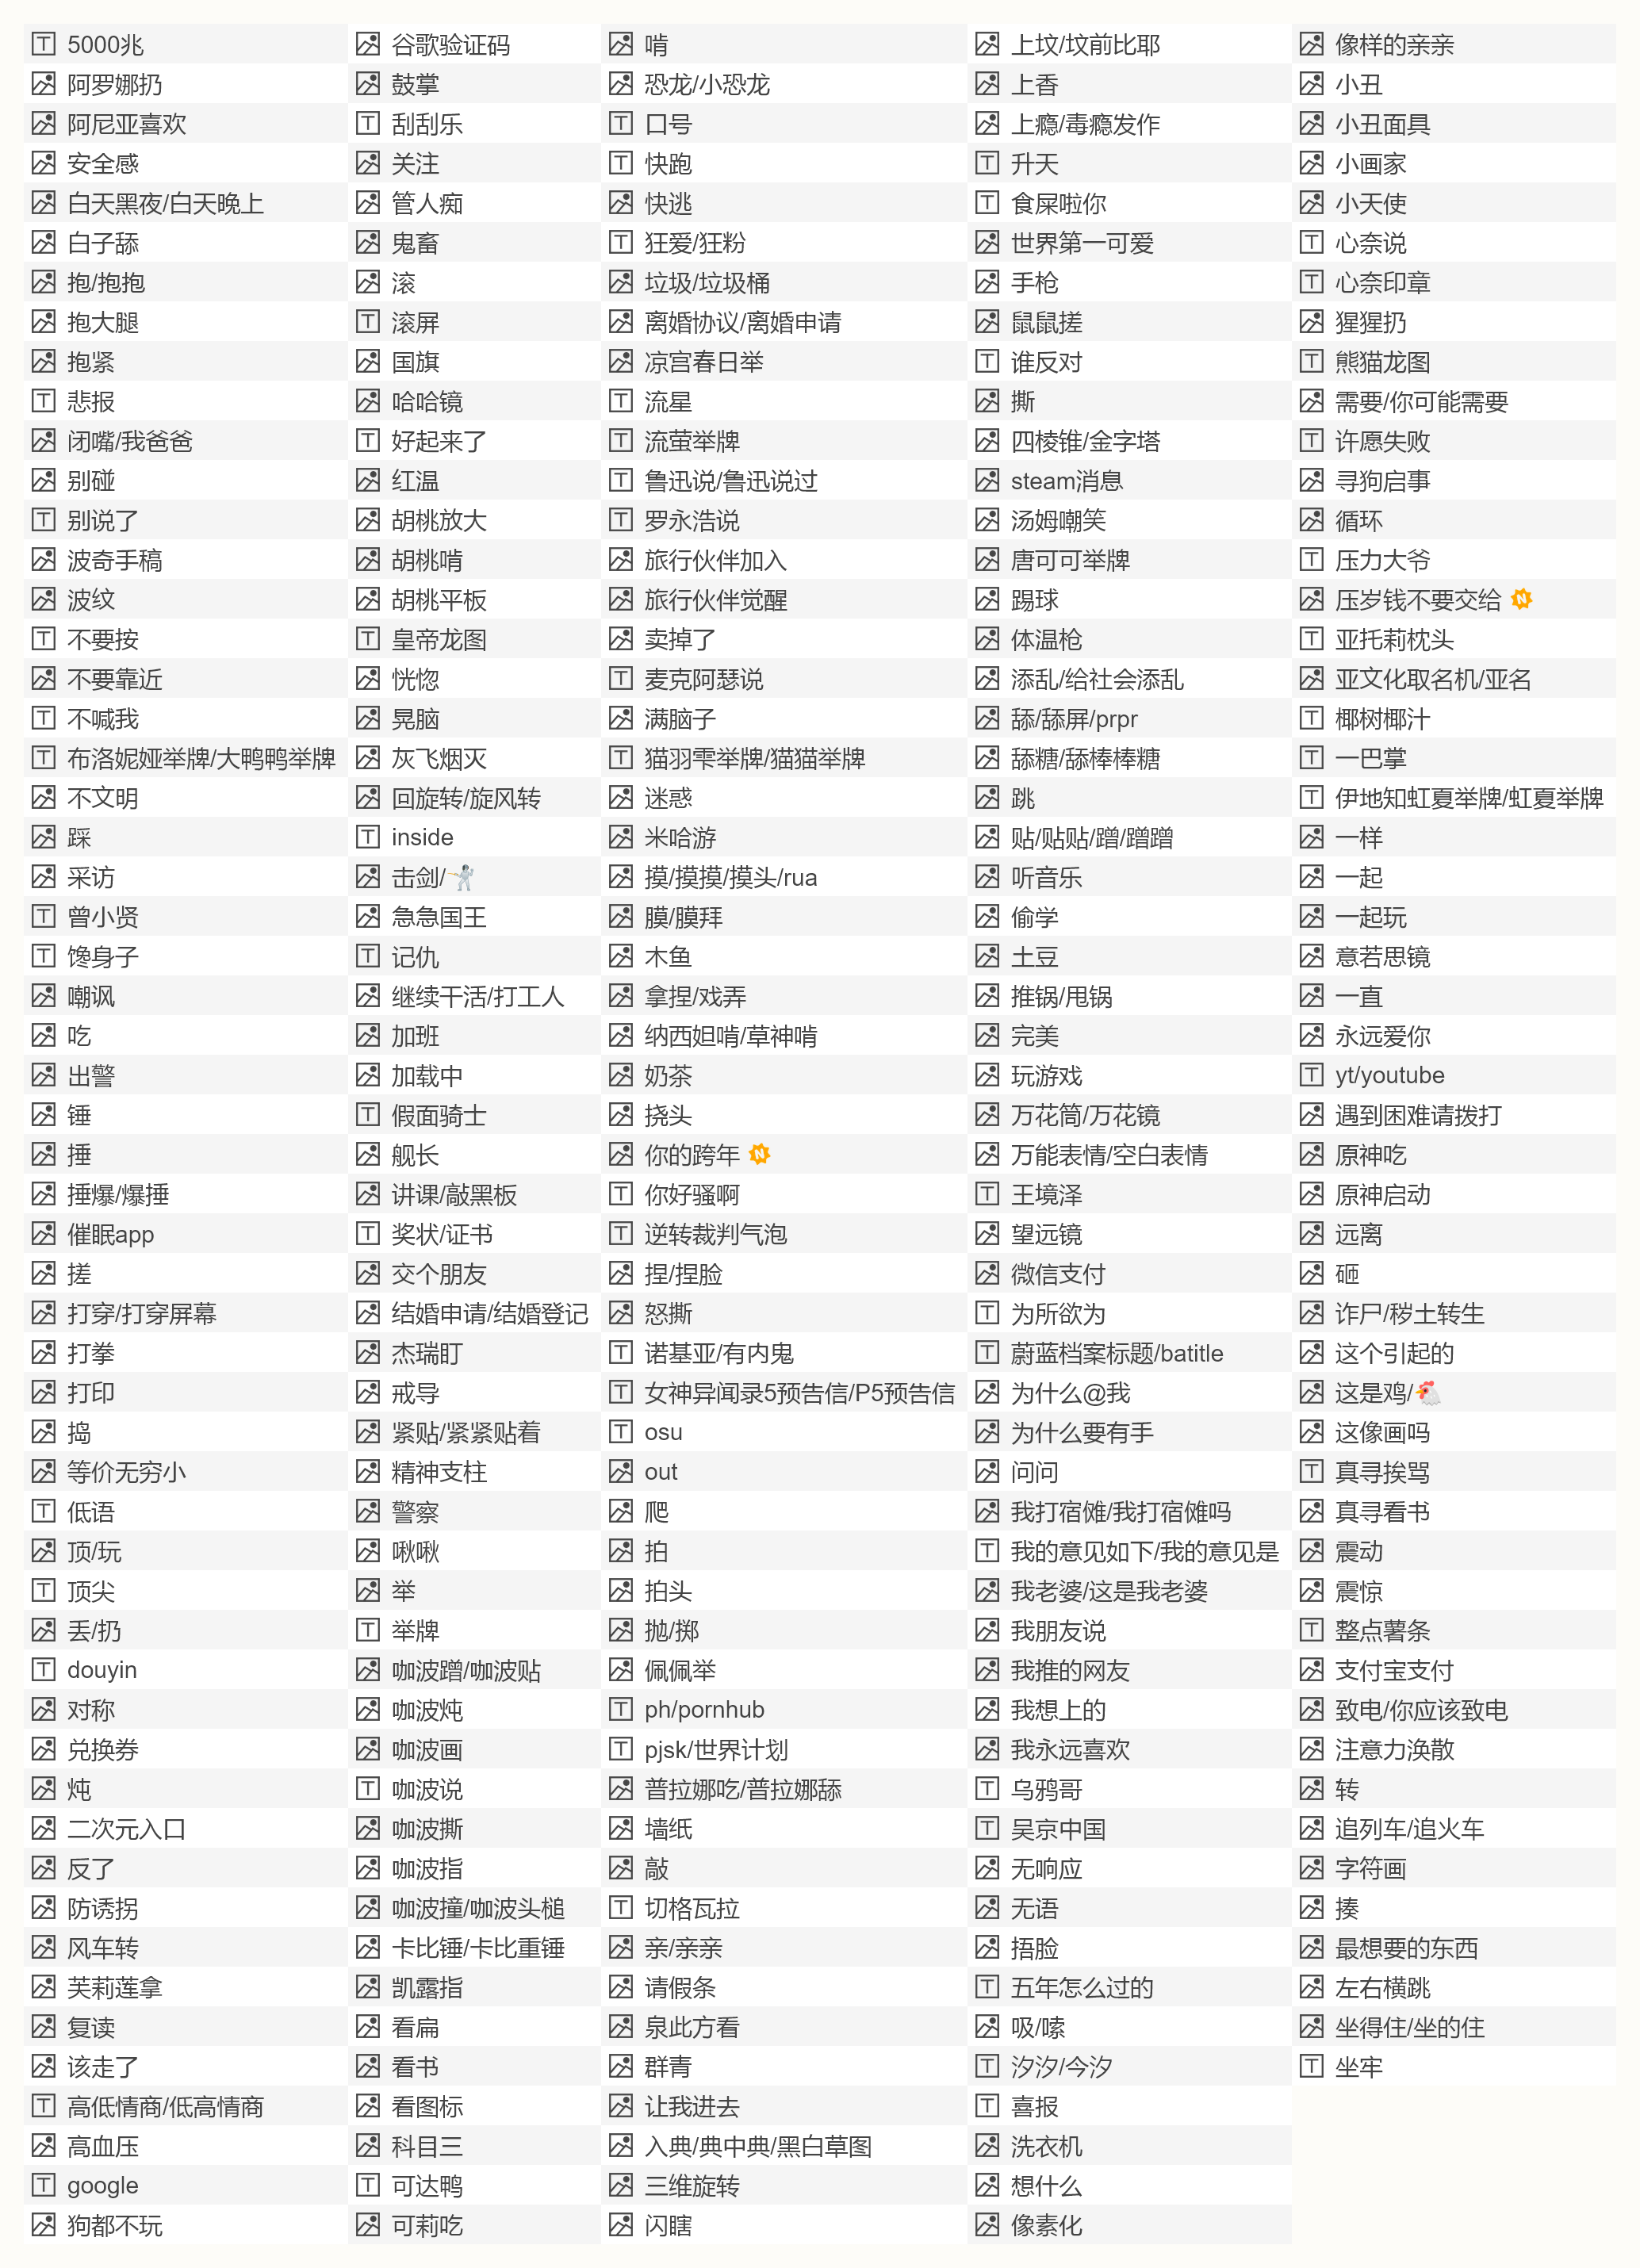 5000兆
阿罗娜扔
阿尼亚喜欢
安全感
白天黑夜/白天晚上
白子舔
抱/抱抱
抱大腿
抱紧
悲报
闭嘴/我爸爸
别碰
别说了
波奇手稿
波纹
不要按
不要靠近
不喊我
布洛妮娅举牌/大鸭鸭举牌
不文明
踩
采访
曾小贤
馋身子
嘲讽
吃
出警
锤
捶
捶爆/爆捶
催眠app
搓
打穿/打穿屏幕
打拳
打印
捣
等价无穷小
低语
顶/玩
顶尖
丢/扔
douyin
对称
兑换券
炖
二次元入口
反了
防诱拐
风车转
芙莉莲拿
复读
该走了
高低情商/低高情商
高血压
google
狗都不玩
谷歌验证码
鼓掌
刮刮乐
关注
管人痴
鬼畜
滚
滚屏
国旗
哈哈镜
好起来了
红温
胡桃放大
胡桃啃
胡桃平板
皇帝龙图
恍惚
晃脑
灰飞烟灭
回旋转/旋风转
inside
击剑/🤺
急急国王
记仇
继续干活/打工人
加班
加载中
假面骑士
舰长
讲课/敲黑板
奖状/证书
交个朋友
结婚申请/结婚登记
杰瑞盯
戒导
紧贴/紧紧贴着
精神支柱
警察
啾啾
举
举牌
咖波蹭/咖波贴
咖波炖
咖波画
咖波说
咖波撕
咖波指
咖波撞/咖波头槌
卡比锤/卡比重锤
凯露指
看扁
看书
看图标
科目三
可达鸭
可莉吃
啃
恐龙/小恐龙
口号
快跑
快逃
狂爱/狂粉
垃圾/垃圾桶
离婚协议/离婚申请
凉宫春日举
流星
流萤举牌
鲁迅说/鲁迅说过
罗永浩说
旅行伙伴加入
旅行伙伴觉醒
卖掉了
麦克阿瑟说
满脑子
猫羽雫举牌/猫猫举牌
迷惑
米哈游
摸/摸摸/摸头/rua
膜/膜拜
木鱼
拿捏/戏弄
纳西妲啃/草神啃
奶茶
挠头
你的跨年
你好骚啊
逆转裁判气泡
捏/捏脸
怒撕
诺基亚/有内鬼
女神异闻录5预告信/P5预告信
osu
out
爬
拍
拍头
抛/掷
佩佩举
ph/pornhub
pjsk/世界计划
普拉娜吃/普拉娜舔
墙纸
敲
切格瓦拉
亲/亲亲
请假条
泉此方看
群青
让我进去
入典/典中典/黑白草图
三维旋转
闪瞎
上坟/坟前比耶
上香
上瘾/毒瘾发作
升天
食屎啦你
世界第一可爱
手枪
鼠鼠搓
谁反对
撕
四棱锥/金字塔
steam消息
汤姆嘲笑
唐可可举牌
踢球
体温枪
添乱/给社会添乱
舔/舔屏/prpr
舔糖/舔棒棒糖
跳
贴/贴贴/蹭/蹭蹭
听音乐
偷学
土豆
推锅/甩锅
完美
玩游戏
万花筒/万花镜
万能表情/空白表情
王境泽
望远镜
微信支付
为所欲为
蔚蓝档案标题/batitle
为什么@我
为什么要有手
问问
我打宿傩/我打宿傩吗
我的意见如下/我的意见是
我老婆/这是我老婆
我朋友说
我推的网友
我想上的
我永远喜欢
乌鸦哥
吴京中国
无响应
无语
捂脸
五年怎么过的
吸/嗦
汐汐/今汐
喜报
洗衣机
想什么
像素化
像样的亲亲
小丑
小丑面具
小画家
小天使
心奈说
心奈印章
猩猩扔
熊猫龙图
需要/你可能需要
许愿失败
寻狗启事
循环
压力大爷
压岁钱不要交给
亚托莉枕头
亚文化取名机/亚名
椰树椰汁
一巴掌
伊地知虹夏举牌/虹夏举牌
一样
一起
一起玩
意若思镜
一直
永远爱你
yt/youtube
遇到困难请拨打
原神吃
原神启动
远离
砸
诈尸/秽土转生
这个引起的
这是鸡/🐔
这像画吗
真寻挨骂
真寻看书
震动
震惊
整点薯条
支付宝支付
致电/你应该致电
注意力涣散
转
追列车/追火车
字符画
揍
最想要的东西
左右横跳
坐得住/坐的住
坐牢